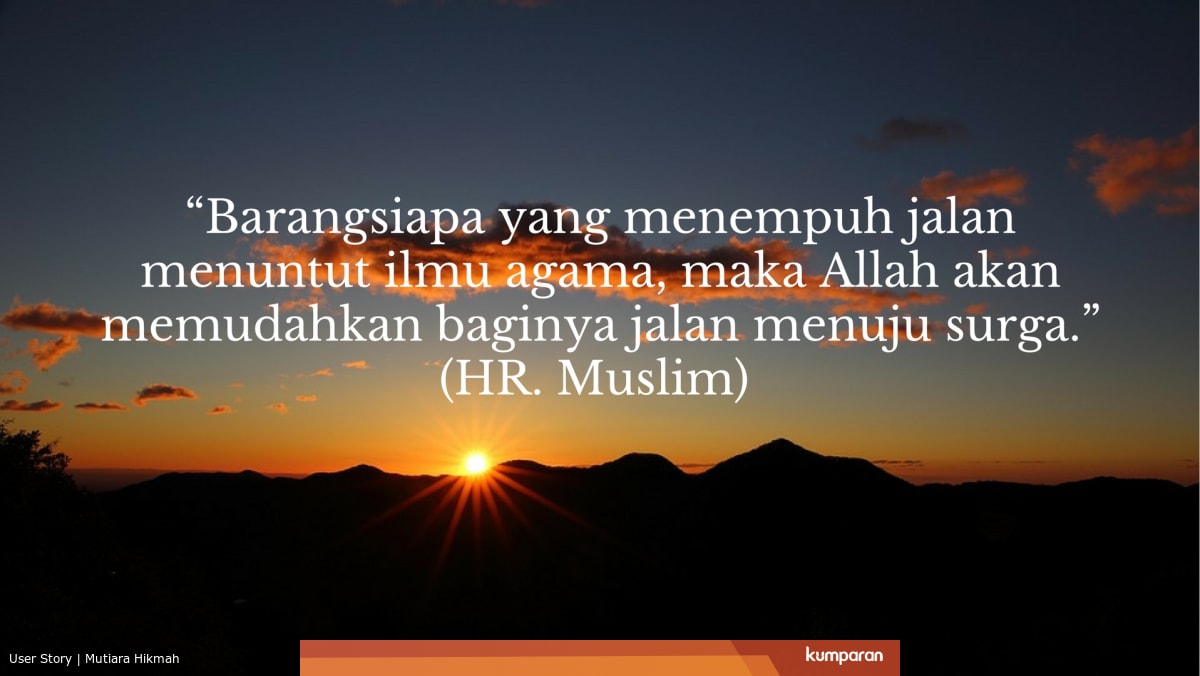 “Barangsiapa yang menempuh jalan
menuntut ilmu agama, maka Allah akan
memudahkan baginya jalan menuju surga.”
(HR. Muslim)
User Story | Mutiara Hikmah
kumparan